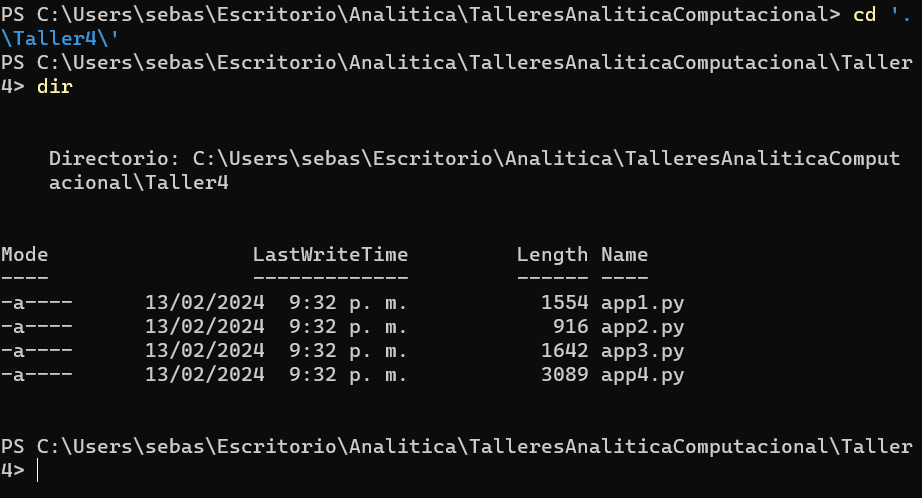 PS C:\Users\sebas\Escritorio\Analitica\TalleresAnaliticaComputacional> cd '.
\Taller4\'
PS C:\Users\sebas\Escritorio\Analitica\TalleresAnaliticaComputacional\Taller
4> dir
Directorio: C:\Users\sebas\Escritorio\Analitica\TalleresAnaliticaComput
acional\Taller4
Mode                 LastWriteTime         Length Name
----                 -------------         ------ ----
-a----      13/02/2024  9:32 p. m.           1554 app1.py
-a----      13/02/2024  9:32 p. m.            916 app2.py
-a----      13/02/2024  9:32 p. m.           1642 app3.py
-a----      13/02/2024  9:32 p. m.           3089 app4.py
PS C:\Users\sebas\Escritorio\Analitica\TalleresAnaliticaComputacional\Taller
4>